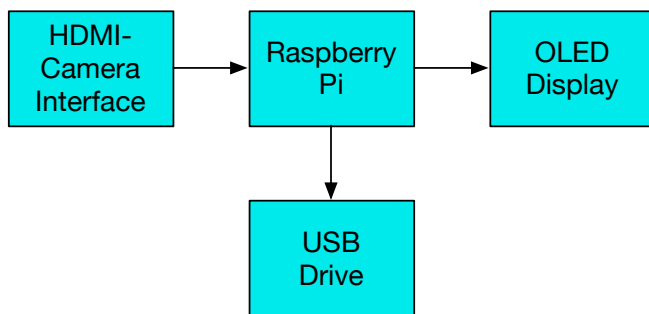 HDMI-
Camera
Interface
Raspberry
Pi
OLED
Display
USB
Drive